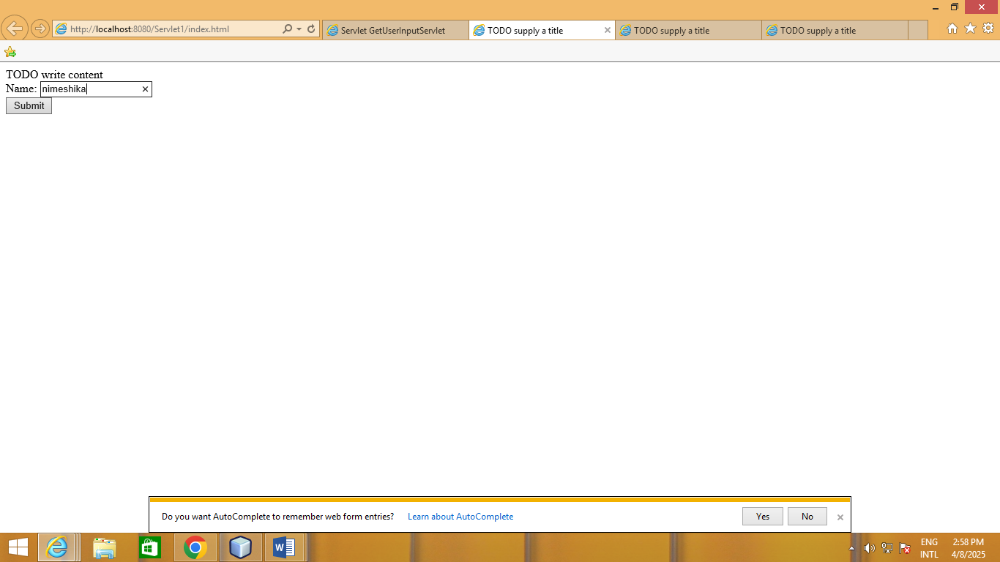 http://localhost:8080/Servlet1/index.html
Servlet GetUserInputServlet
TODO supply a title
TODO supply a title
TODO supply a title
TODO write content
Name: nimeshika
Submit
Do you want AutoComplete to remember web form entries? Learn about AutoComplete Yes No
ENG 2:58 PM
INTL 4/8/2025